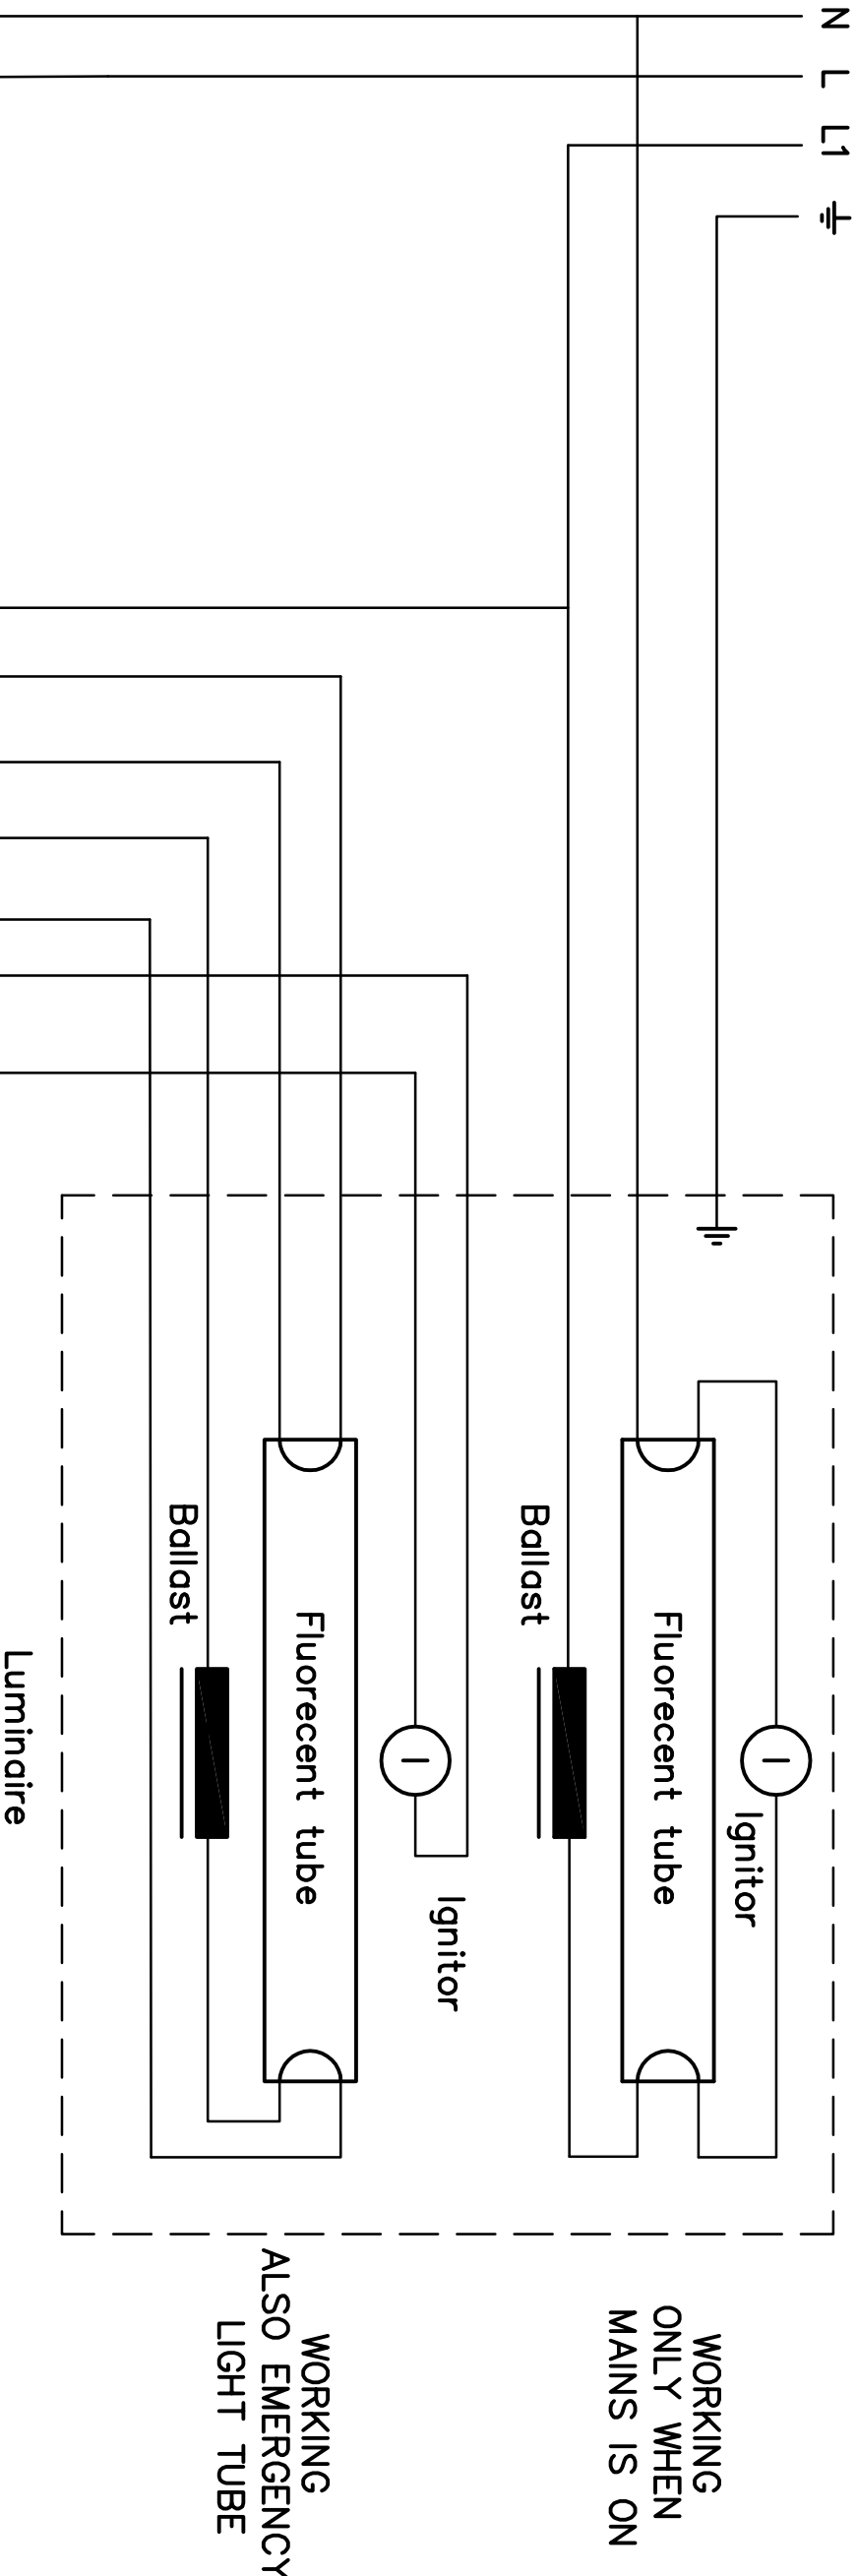 N
L
L1
Ignitor
Fluorecent tube
Ballast
Ignitor
Fluorecent tube
Ballast
Luminaire
WORKING
ONLY WHEN
MAINS IS ON
WORKING
ALSO EMERGENCY
LIGHT TUBE